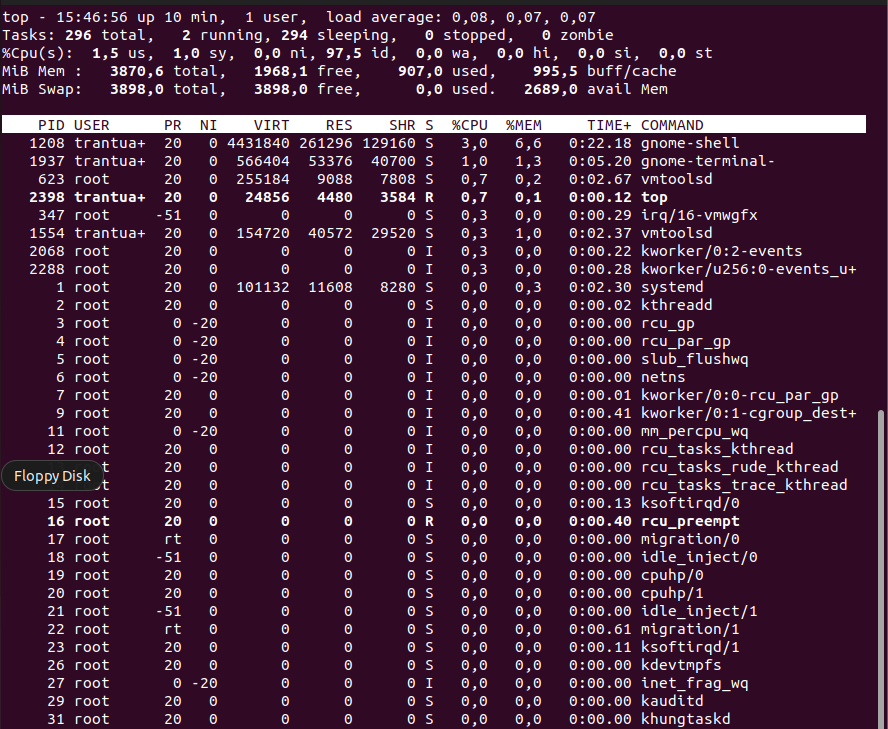 top - 15:46:56 up 10 min,  1 user,  load average: 0,08, 0,07, 0,07
Tasks: 296 total,   2 running, 294 sleeping,   0 stopped,   0 zombie
%Cpu(s):  1,5 us,  1,0 sy,  0,0 ni, 97,5 id,  0,0 wa,  0,0 hi,  0,0 si,  0,0 st
MiB Mem :   3870,6 total,   1968,1 free,    907,0 used,    995,5 buff/cache
MiB Swap:   3898,0 total,   3898,0 free,      0,0 used.   2689,0 avail Mem
PID USER PR NI VIRT RES SHR S %CPU %MEM TIME+ COMMAND
1208 trantua+ 20 0 4431840 261296 129160 S 3,0 6,6 0:22.18 gnome-shell
1937 trantua+ 20 0 566404 53376 40700 S 1,0 1,3 0:05.20 gnome-terminal-
623 root 20 0 255184 9088 7808 S 0,7 0,2 0:02.67 vmtoolsd
2398 trantua+ 20 0 24856 4480 3584 R 0,7 0,1 0:00.12 top
347 root -51 0 0 0 0 S 0,3 0,0 0:00.29 irq/16-vmwgfx
1554 trantua+ 20 0 154720 40572 29520 S 0,3 1,0 0:02.37 vmtoolsd
2068 root 20 0 0 0 0 I 0,3 0,0 0:00.22 kworker/0:2-events
2288 root 20 0 0 0 0 I 0,3 0,0 0:00.28 kworker/u256:0-events_u+
1 root 20 0 101132 11608 8280 S 0,0 0,3 0:02.30 systemd
2 root 20 0 0 0 0 S 0,0 0,0 0:00.02 kthreadd
3 root 0 -20 0 0 0 I 0,0 0,0 0:00.00 rcu_gp
4 root 0 -20 0 0 0 I 0,0 0,0 0:00.00 rcu_par_gp
5 root 0 -20 0 0 0 I 0,0 0,0 0:00.00 slub_flushwq
6 root 0 -20 0 0 0 I 0,0 0,0 0:00.00 netns
7 root 20 0 0 0 0 I 0,0 0,0 0:00.01 kworker/0:0-rcu_par_gp
9 root 20 0 0 0 0 I 0,0 0,0 0:00.41 kworker/0:1-cgroup_dest+
11 root 0 -20 0 0 0 I 0,0 0,0 0:00.00 mm_percpu_wq
12 root 20 0 0 0 0 I 0,0 0,0 0:00.00 rcu_tasks_kthread
20 0 0 0 0 I 0,0 0,0 0:00.00 rcu_tasks_rude_kthread
Floppy Disk
20 0 0 0 0 I 0,0 0,0 0:00.00 rcu_tasks_trace_kthread
15 root 20 0 0 0 0 S 0,0 0,0 0:00.13 ksoftirqd/0
16 root 20 0 0 0 0 R 0,0 0,0 0:00.40 rcu_preempt
17 root rt 0 0 0 0 S 0,0 0,0 0:00.00 migration/0
18 root -51 0 0 0 0 S 0,0 0,0 0:00.00 idle_inject/0
19 root 20 0 0 0 0 S 0,0 0,0 0:00.00 cpuhp/0
20 root 20 0 0 0 0 S 0,0 0,0 0:00.00 cpuhp/1
21 root -51 0 0 0 0 S 0,0 0,0 0:00.00 idle_inject/1
22 root rt 0 0 0 0 S 0,0 0,0 0:00.61 migration/1
23 root 20 0 0 0 0 S 0,0 0,0 0:00.11 ksoftirqd/1
26 root 20 0 0 0 0 S 0,0 0,0 0:00.00 kdevtmpfs
27 root 0 -20 0 0 0 I 0,0 0,0 0:00.00 inet_frag_wq
29 root 20 0 0 0 0 S 0,0 0,0 0:00.00 kauditd
31 root 20 0 0 0 0 S 0,0 0,0 0:00.00 khungtaskd